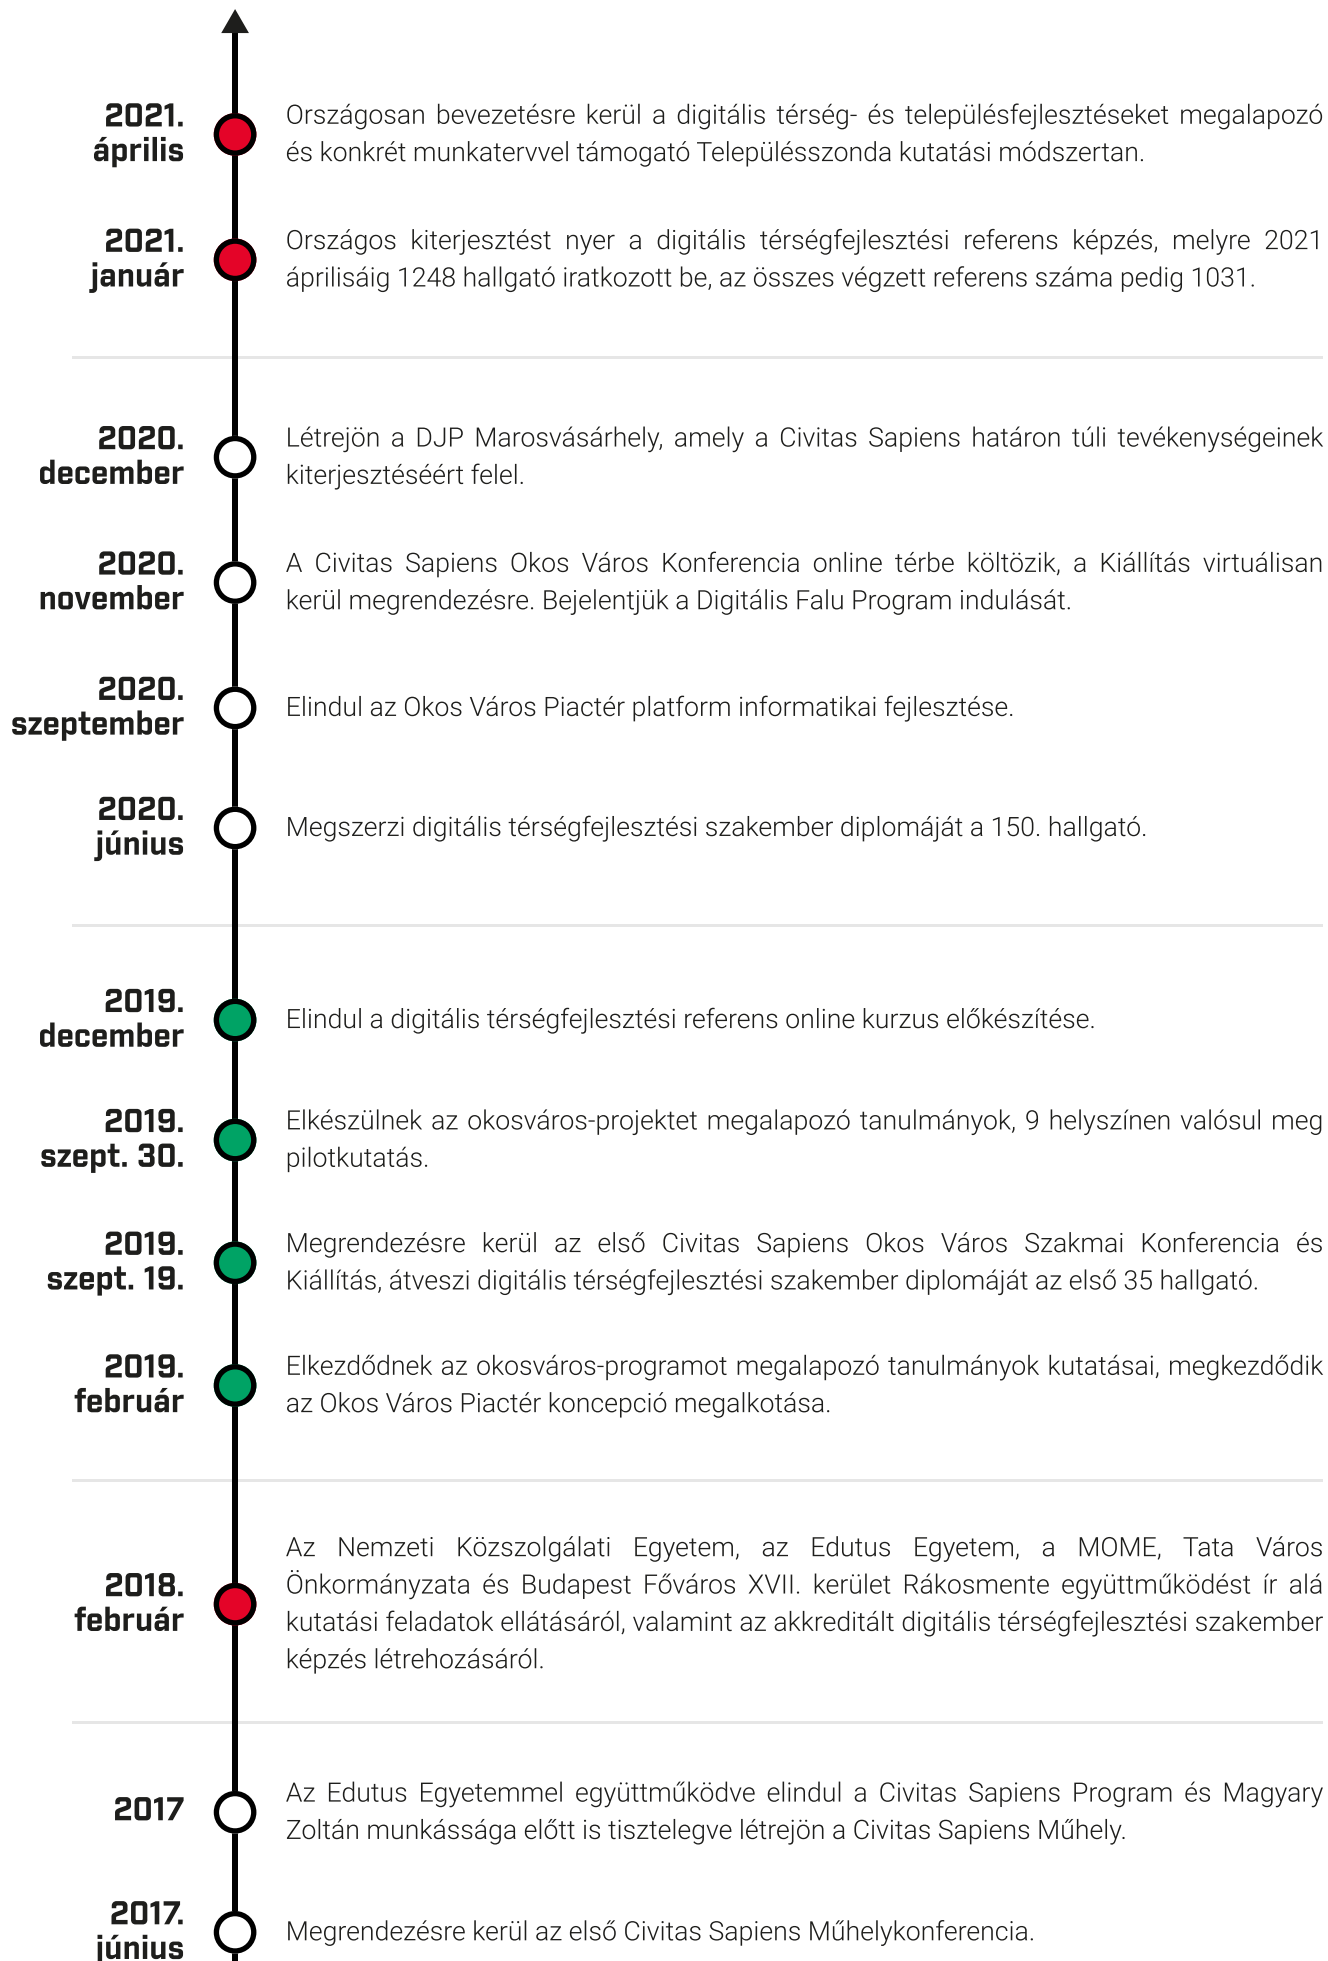 2021.
április
Országosan bevezetésre kerül a digitális térség- és településfejlesztéseket megalapozó
és konkrét munkatervvel támogató Településszonda kutatási módszertan.
2021.
január
Országos kiterjesztést nyer a digitális térségfejlesztési referens képzés, melyre 2021
áprilisáig 1248 hallgató iratkozott be, az összes végzett referens száma pedig 1031.
2020.
december
Létrejön a DJP Marosvásárhely, amely a Civitas Sapiens határon túli tevékenységeinek
kiterjesztéséért felel.
2020.
november
A Civitas Sapiens Okos Város Konferencia online térbe költözik, a Kiállítás virtuálisan
kerül megrendezésre. Bejelentjük a Digitális Falu Program indulását.
2020.
szeptember
Elindul az Okos Város Piactér platform informatikai fejlesztése.
2020.
június
Megszerzi digitális térségfejlesztési szakember diplomáját a 150. hallgató.
2019.
december
Elindul a digitális térségfejlesztési referens online kurzus előkészítése.
2019.
szept. 30.
Elkészülnek az okosváros-projektet megalapozó tanulmányok, 9 helyszínen valósul meg
pilotkutatás.
2019.
szept. 19.
Megrendezésre kerül az első Civitas Sapiens Okos Város Szakmai Konferencia és
Kiállítás, átveszi digitális térségfejlesztési szakember diplomáját az első 35 hallgató.
2019.
február
Elkezdődnek az okosváros-programot megalapozó tanulmányok kutatásai, megkezdődik
az Okos Város Piactér koncepció megalkotása.
2018.
február
Az Nemzeti Közszolgálati Egyetem, az Edutus Egyetem, a MOME, Tata Város
Önkormányzata és Budapest Főváros XVII. kerület Rákosmente együttműködést ír alá
kutatási feladatok ellátásáról, valamint az akkreditált digitális térségfejlesztési szakember
képzés létrehozásáról.
2017
Az Edutus Egyetemmel együttműködve elindul a Civitas Sapiens Program és Magyary
Zoltán munkássága előtt is tisztelegve létrejön a Civitas Sapiens Műhely.
2017.
június
Megrendezésre kerül az első Civitas Sapiens Műhelykonferencia.